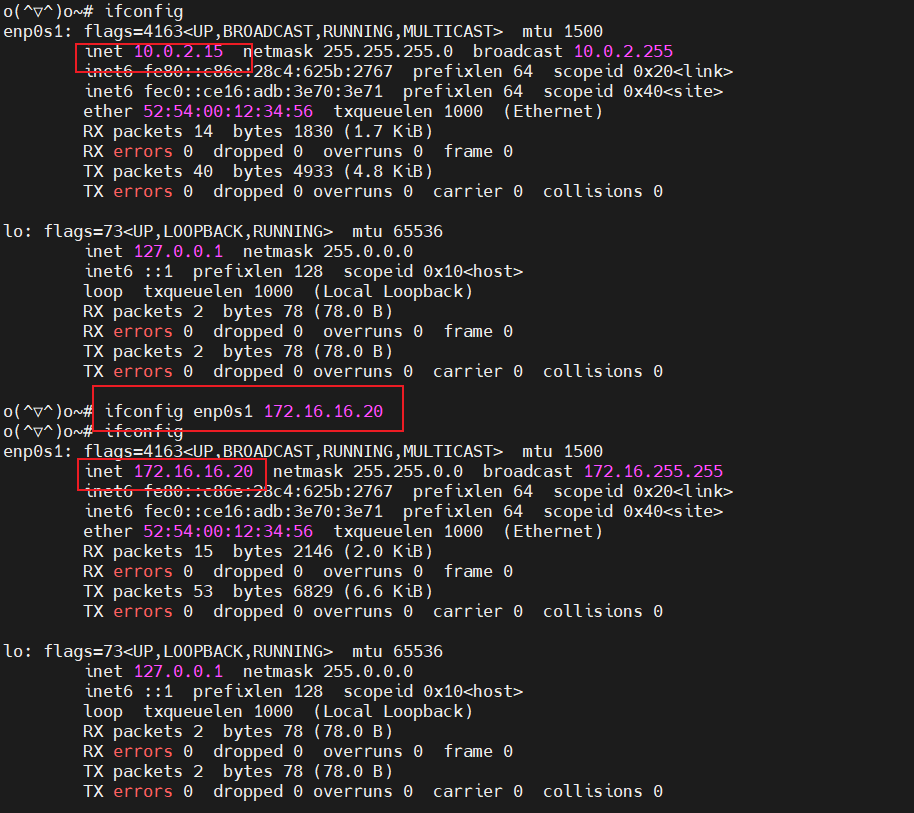 o(^▽^)o~# ifconfig
enp0s1: flags=4163<UP,BROADCAST,RUNNING,MULTICAST>  mtu 1500
        inet 10.0.2.15  netmask 255.255.255.0  broadcast 10.0.2.255
        inet6 fe80::c86e:28c4:625b:2767  prefixlen 64  scopeid 0x20<link>
        inet6 fec0::ce16:adb:3e70:3e71  prefixlen 64  scopeid 0x40<site>
        ether 52:54:00:12:34:56  txqueuelen 1000  (Ethernet)
        RX packets 14  bytes 1830 (1.7 KiB)
        RX errors 0  dropped 0  overruns 0  frame 0
        TX packets 40  bytes 4933 (4.8 KiB)
        TX errors 0  dropped 0 overruns 0  carrier 0  collisions 0

lo: flags=73<UP,LOOPBACK,RUNNING>  mtu 65536
        inet 127.0.0.1  netmask 255.0.0.0
        inet6 ::1  prefixlen 128  scopeid 0x10<host>
        loop  txqueuelen 1000  (Local Loopback)
        RX packets 2  bytes 78 (78.0 B)
        RX errors 0  dropped 0  overruns 0  frame 0
        TX packets 2  bytes 78 (78.0 B)
        TX errors 0  dropped 0 overruns 0  carrier 0  collisions 0

o(^▽^)o~# ifconfig enp0s1 172.16.16.20
o(^▽^)o~# ifconfig
enp0s1: flags=4163<UP,BROADCAST,RUNNING,MULTICAST>  mtu 1500
        inet 172.16.16.20  netmask 255.255.0.0  broadcast 172.16.255.255
        inet6 fe80::c86e:28c4:625b:2767  prefixlen 64  scopeid 0x20<link>
        inet6 fec0::ce16:adb:3e70:3e71  prefixlen 64  scopeid 0x40<site>
        ether 52:54:00:12:34:56  txqueuelen 1000  (Ethernet)
        RX packets 15  bytes 2146 (2.0 KiB)
        RX errors 0  dropped 0  overruns 0  frame 0
        TX packets 53  bytes 6829 (6.6 KiB)
        TX errors 0  dropped 0 overruns 0  carrier 0  collisions 0

lo: flags=73<UP,LOOPBACK,RUNNING>  mtu 65536
        inet 127.0.0.1  netmask 255.0.0.0
        inet6 ::1  prefixlen 128  scopeid 0x10<host>
        loop  txqueuelen 1000  (Local Loopback)
        RX packets 2  bytes 78 (78.0 B)
        RX errors 0  dropped 0  overruns 0  frame 0
        TX packets 2  bytes 78 (78.0 B)
        TX errors 0  dropped 0 overruns 0  carrier 0  collisions 0